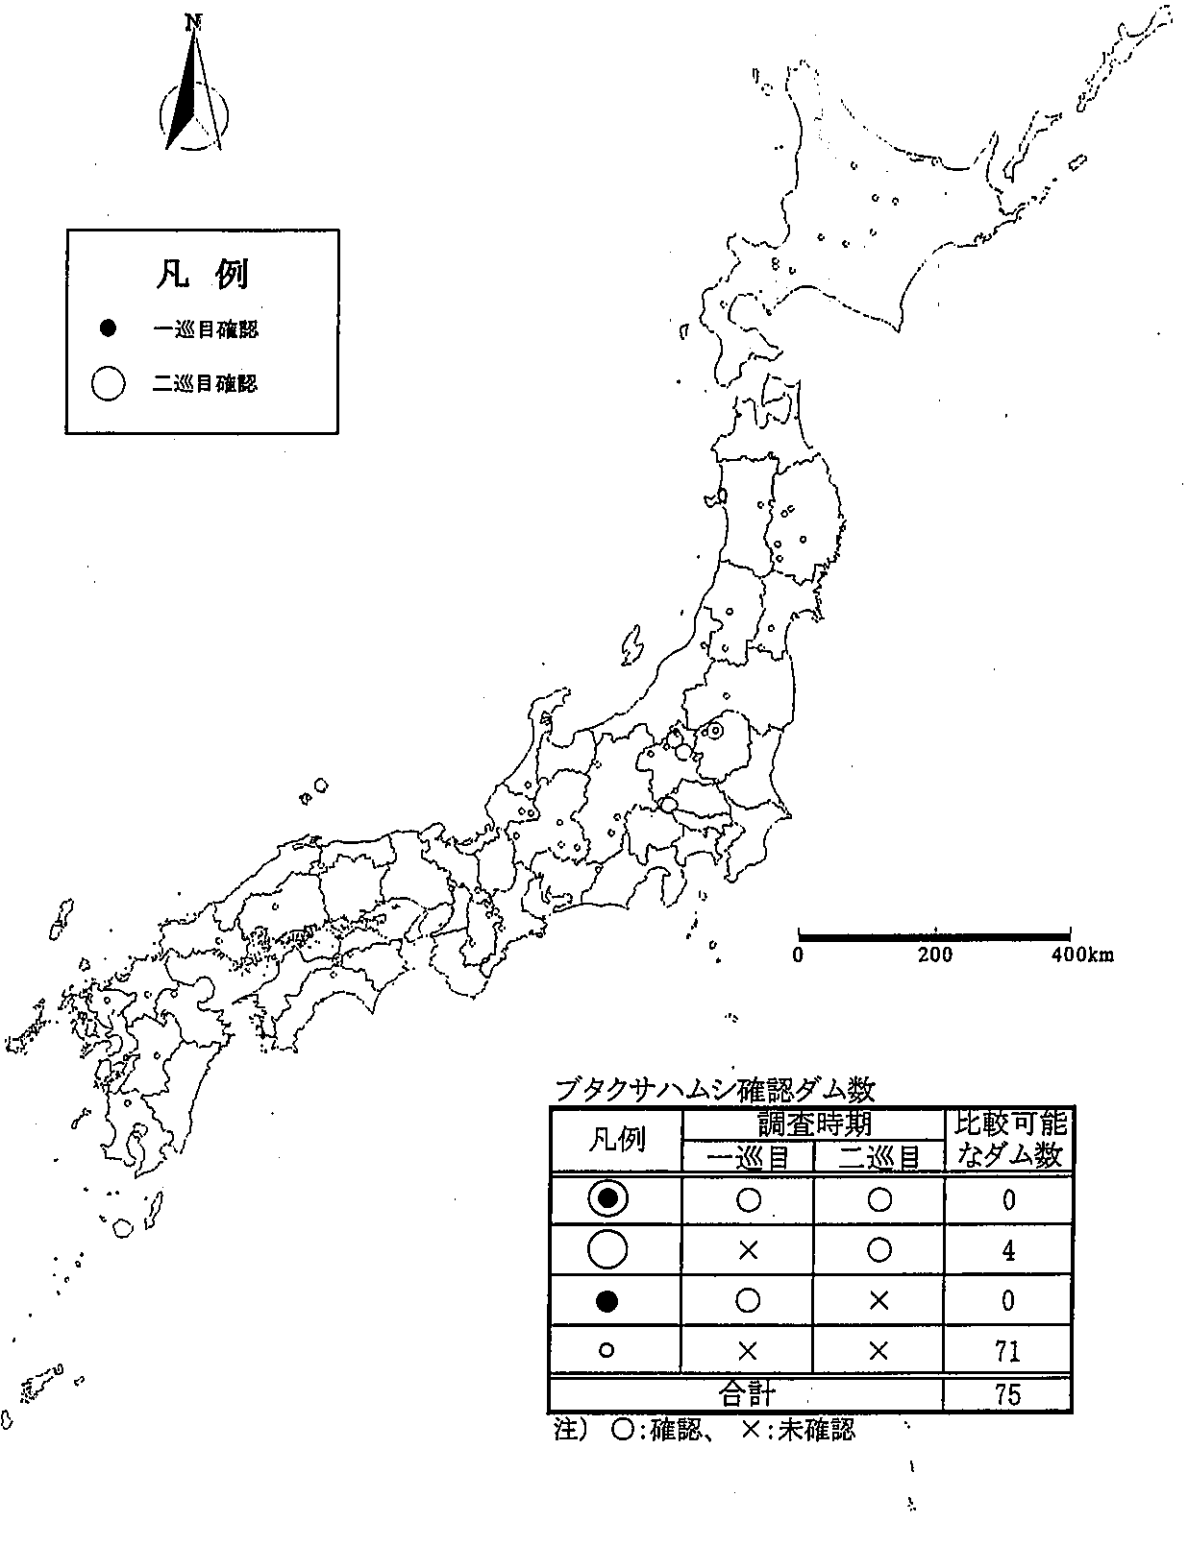 N
凡 例
一巡目確認
二巡目確認
0 200 400km
ブタクサハムシ確認ダム数
凡例 調査時期 比較可能なダム数
一巡目 二巡目
○ ○ 0
× ○ 4
○ × 0
× × 71
合計 75
注) ○:確認、 ×:未確認